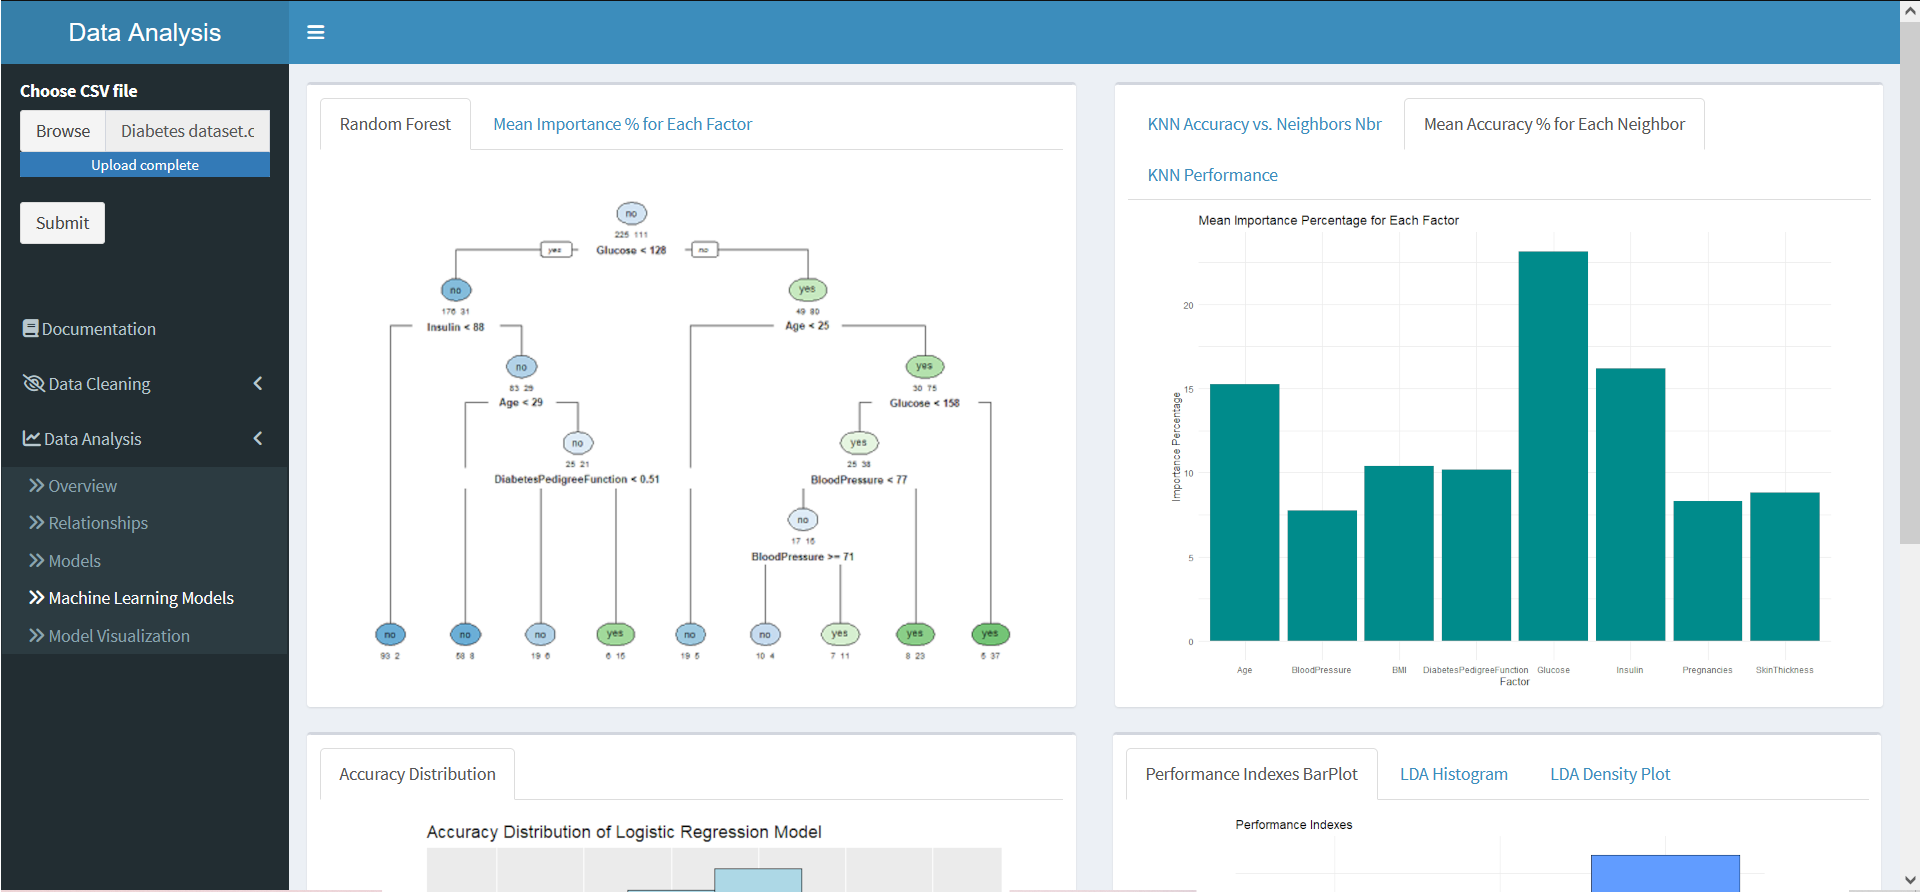 Data Analysis
Choose CSV file
Browse
Diabetes dataset.c
Upload complete
Submit
Documentation
Data Cleaning
Data Analysis
Overview
Relationships
Models
Machine Learning Models
Model Visualization
Random Forest
Mean Importance % for Each Factor
no
225 111
yes
Glucose < 128
no
no
176 31
Insulin < 88
yes
49 80
Age < 25
no
83 29
Age < 29
yes
30 75
Glucose < 158
no
25 21
DiabetesPedigreeFunction < 0.51
yes
25 38
BloodPressure < 77
no
17 15
BloodPressure >= 71
no no no yes no no yes yes yes
93 2 58 8 19 6 6 15 19 5 10 4 7 11 8 23 5 37
KNN Accuracy vs. Neighbors Nbr
Mean Accuracy % for Each Neighbor
KNN Performance
Mean Importance Percentage for Each Factor
Importance Percentage
20
15
10
5
0
Age BloodPressure BMI DiabetesPedigreeFunction Glucose Insulin Pregnancies SkinThickness
Factor
Accuracy Distribution
Accuracy Distribution of Logistic Regression Model
Performance Indexes BarPlot
LDA Histogram
LDA Density Plot
Performance Indexes